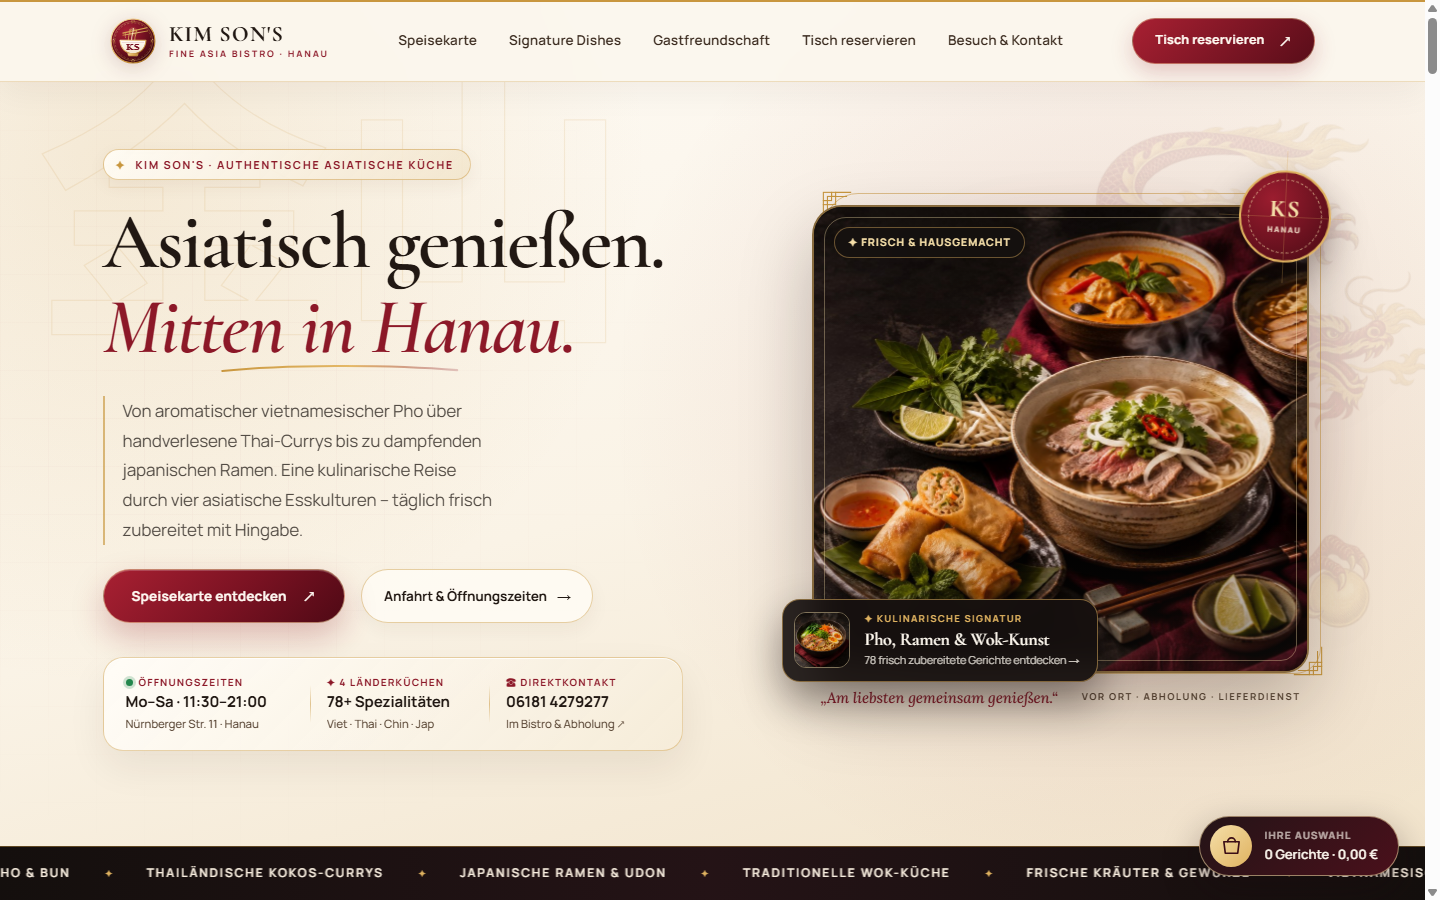 KS
KIM SON'S
FINE ASIA BISTRO · HANAU
Speisekarte
Signature Dishes
Gastfreundschaft
Tisch reservieren
Besuch & Kontakt
Tisch reservieren ↗
✦ KIM SON'S · AUTHENTISCHE ASIATISCHE KÜCHE
Asiatisch genießen.
Mitten in Hanau.
Von aromatischer vietnamesischer Pho über
handverlesene Thai-Currys bis zu dampfenden
japanischen Ramen. Eine kulinarische Reise
durch vier asiatische Esskulturen – täglich frisch
zubereitet mit Hingabe.
Speisekarte entdecken ↗
Anfahrt & Öffnungszeiten →
ÖFFNUNGSZEITEN
Mo–Sa · 11:30–21:00
Nürnberger Str. 11 · Hanau
✦ 4 LÄNDERKÜCHEN
78+ Spezialitäten
Viet · Thai · Chin · Jap
☎ DIREKTKONTAKT
06181 4279277
Im Bistro & Abholung ↗
✦ FRISCH & HAUSGEMACHT
KS
HANAU
✦ KULINARISCHE SIGNATUR
Pho, Ramen & Wok-Kunst
78 frisch zubereitete Gerichte entdecken →
„Am liebsten gemeinsam genießen.“
VOR ORT · ABHOLUNG · LIEFERDIENST
HO & BUN ✦ THAILÄNDISCHE KOKOS-CURRYS ✦ JAPANISCHE RAMEN & UDON ✦ TRADITIONELLE WOK-KÜCHE ✦ FRISCHE KRÄUTER &
IHRE AUSWAHL
0 Gerichte · 0,00 €